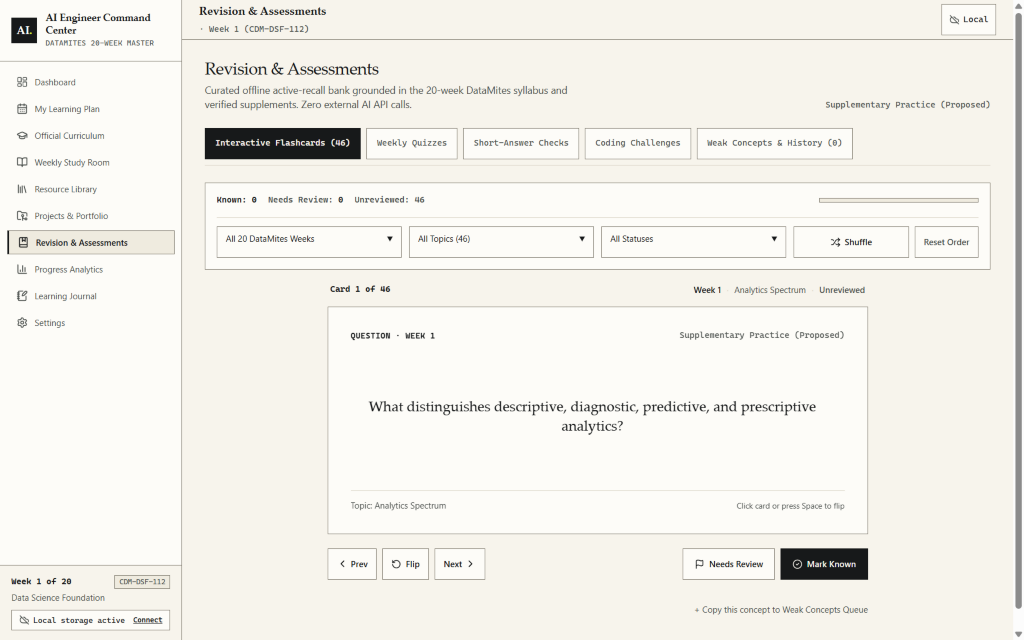 AI.
AI Engineer Command
Center
DATAMITES 20-WEEK MASTER
Dashboard
My Learning Plan
Official Curriculum
Weekly Study Room
Resource Library
Projects & Portfolio
Revision & Assessments
Progress Analytics
Learning Journal
Settings
Week 1 of 20
CDM-DSF-112
Data Science Foundation
Local storage active Connect
Revision & Assessments
· Week 1 (CDM-DSF-112)
Local
Revision & Assessments
Curated offline active-recall bank grounded in the 20-week DataMites syllabus and
verified supplements. Zero external AI API calls.
Supplementary Practice (Proposed)
Interactive Flashcards (46)
Weekly Quizzes
Short-Answer Checks
Coding Challenges
Weak Concepts & History (0)
Known: 0 Needs Review: 0 Unreviewed: 46
All 20 DataMites Weeks
All Topics (46)
All Statuses
Shuffle
Reset Order
Card 1 of 46
Week 1 · Analytics Spectrum · Unreviewed
QUESTION · WEEK 1
Supplementary Practice (Proposed)
What distinguishes descriptive, diagnostic, predictive, and prescriptive
analytics?
Topic: Analytics Spectrum
Click card or press Space to flip
Prev
Flip
Next
Needs Review
Mark Known
+ Copy this concept to Weak Concepts Queue